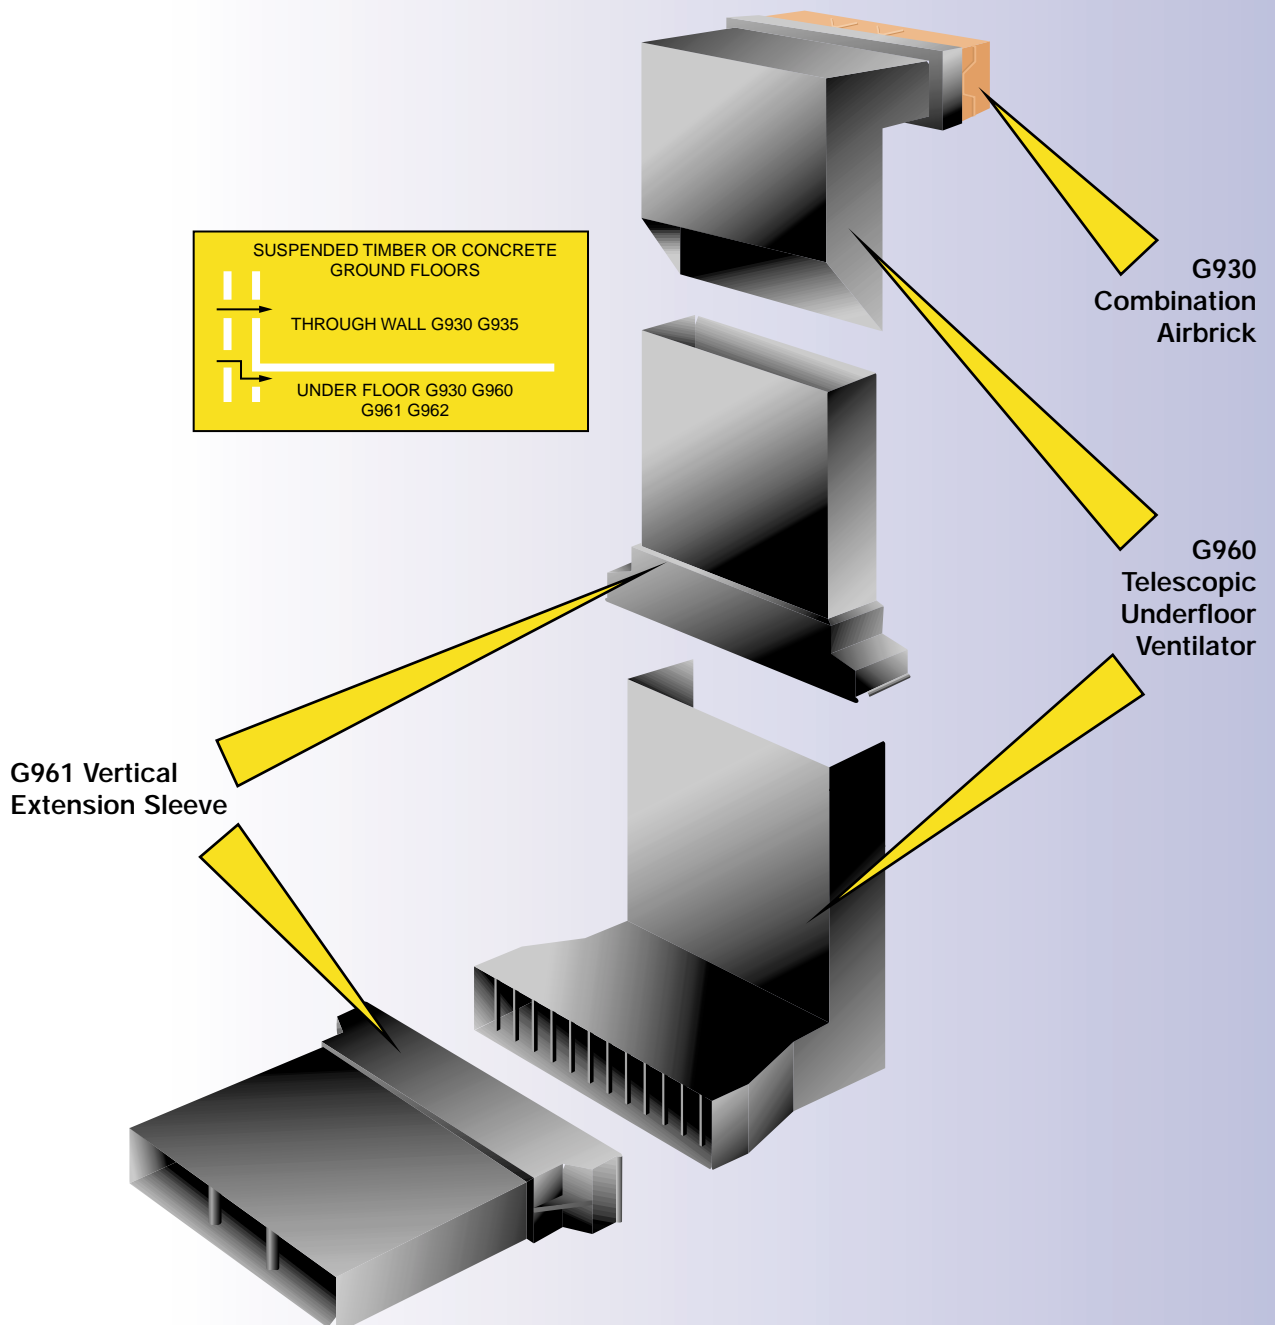 SUSPENDED TIMBER OR CONCRETE
GROUND FLOORS
THROUGH WALL G930 G935
UNDER FLOOR G930 G960
G961 G962
G930
Combination
Airbrick
G960
Telescopic
Underfloor
Ventilator
G961 Vertical
Extension Sleeve